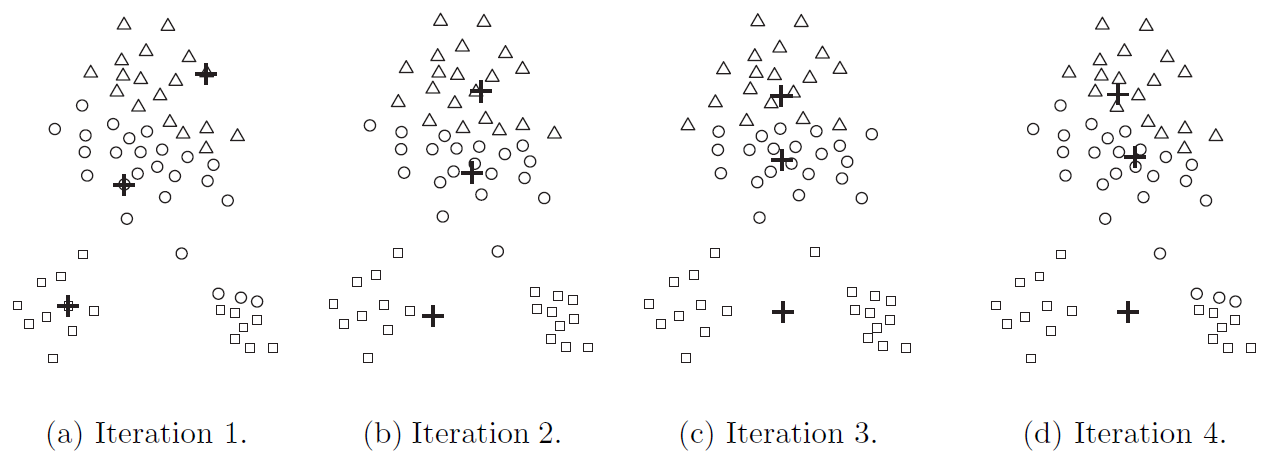 (a) Iteration 1.
(b) Iteration 2.
(c) Iteration 3.
(d) Iteration 4.